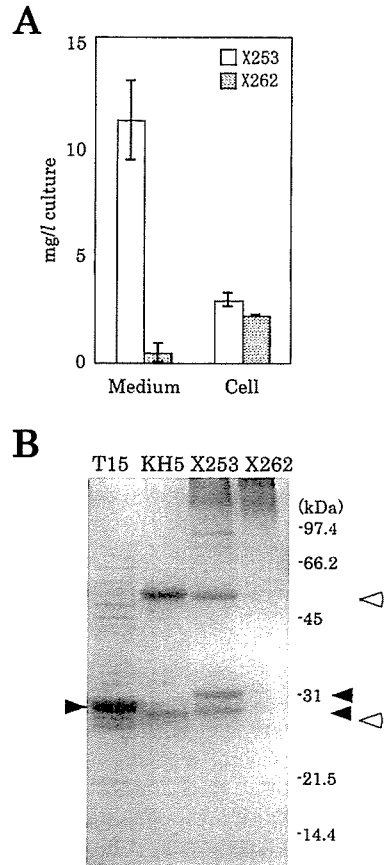 A
15
X253
X262
10
mg/l culture
5
0
Medium Cell
B
T15 KH5 X253 X262
(kDa)
-97.4
-66.2
-45
-31
-21.5
-14.4